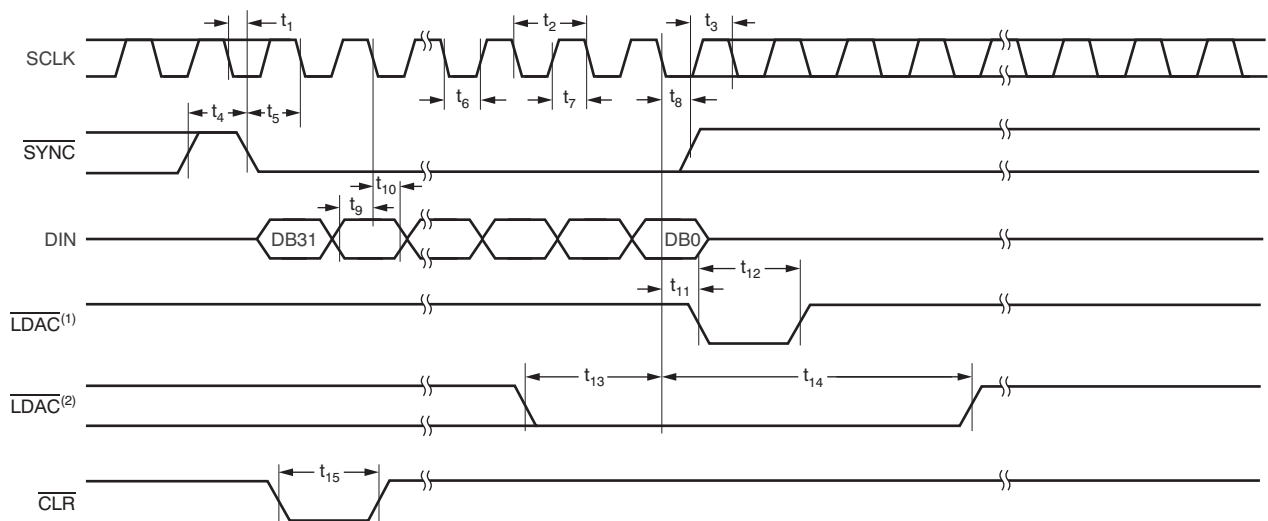 t1 t2 t3
SCLK
t6 t7 t8
t4 t5
SYNC
t10
t9
DIN DB31 DB0
t12
t11
LDAC(1)
t13 t14
LDAC(2)
t15
CLR